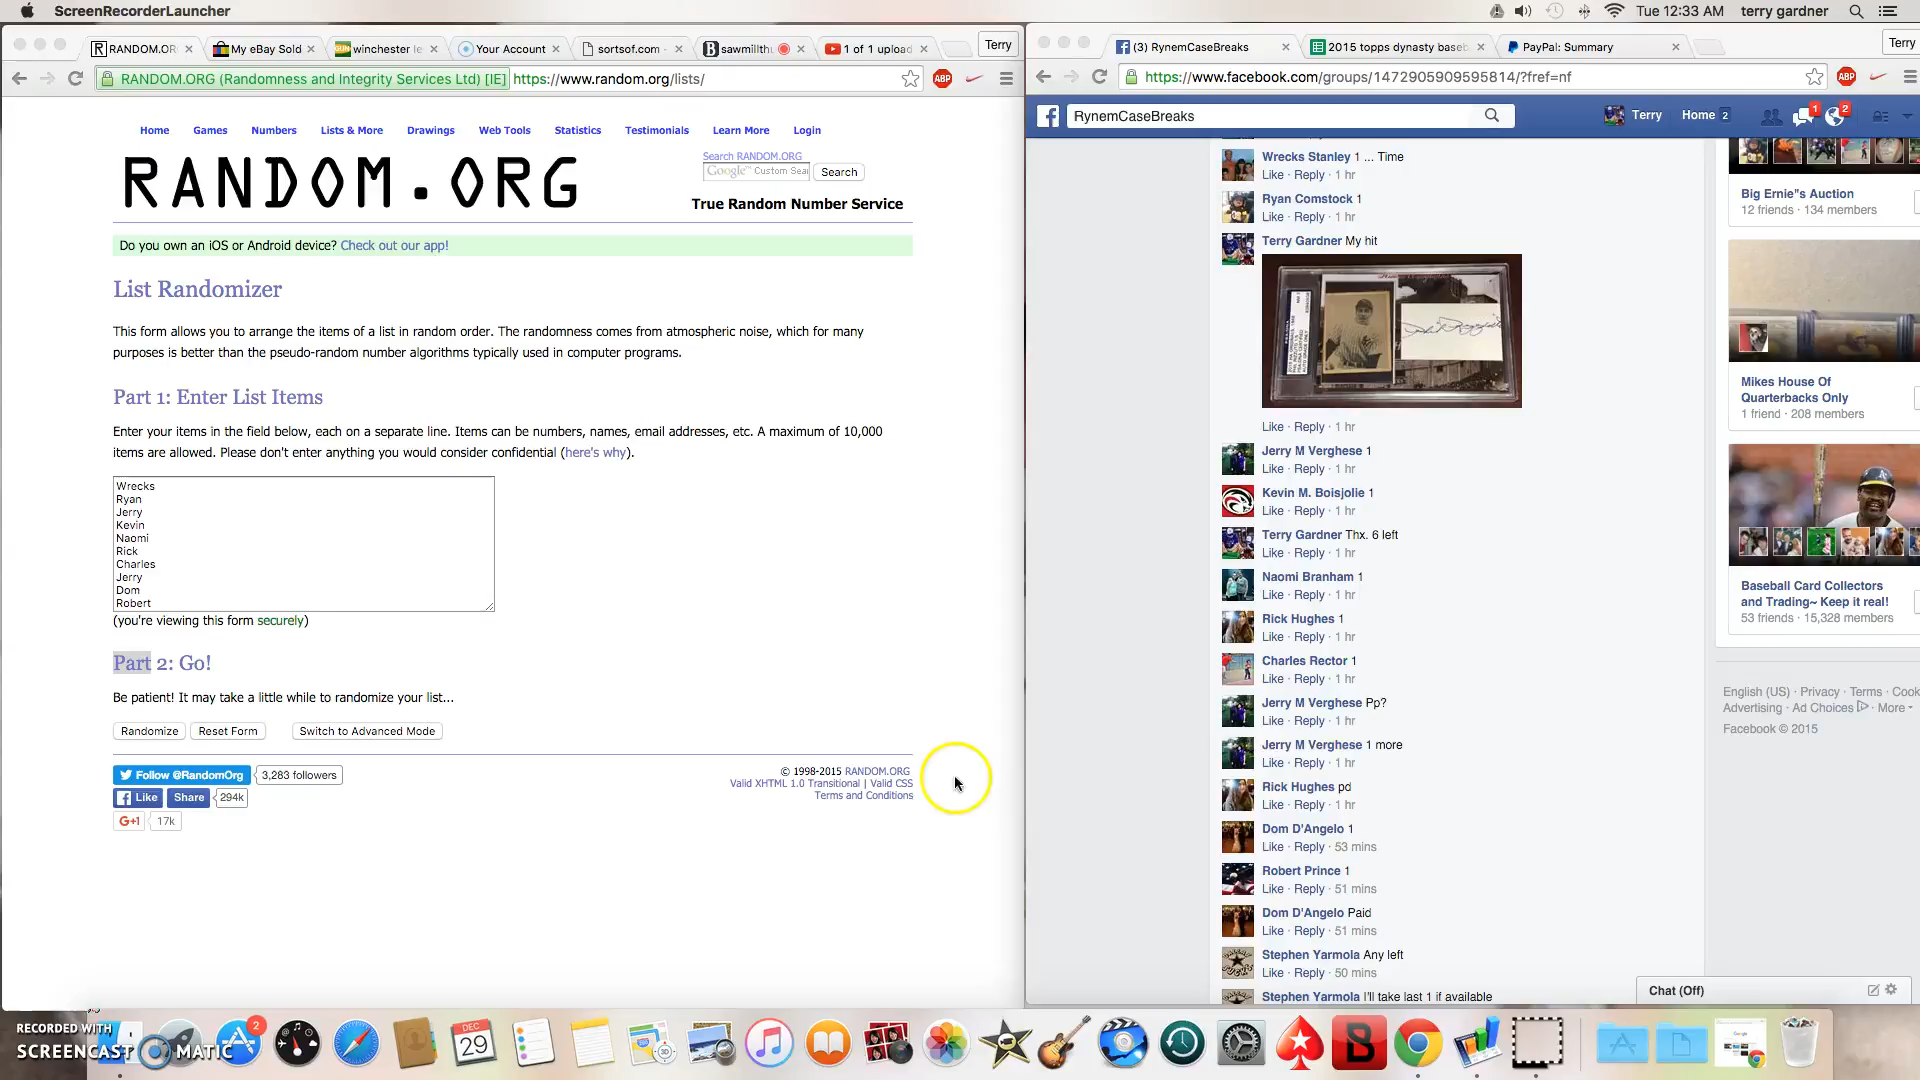 ScreenRecorderLauncher
Tue 12:33 AM terry gardner
RANDOM.OR
My eBay Sold
winchester le
Your Account
sortsof.com -
sawmillthu
1 of 1 upload
Terry
RANDOM.ORG (Randomness and Integrity Services Ltd) [IE] https://www.random.org/lists/
ABP
Home Games Numbers Lists & More Drawings Web Tools Statistics Testimonials Learn More Login
RANDOM.ORG
Search RANDOM.ORG
Google™ Custom Sea
Search
True Random Number Service
Do you own an iOS or Android device? Check out our app!
List Randomizer
This form allows you to arrange the items of a list in random order. The randomness comes from atmospheric noise, which for many
purposes is better than the pseudo-random number algorithms typically used in computer programs.
Part 1: Enter List Items
Enter your items in the field below, each on a separate line. Items can be numbers, names, email addresses, etc. A maximum of 10,000
items are allowed. Please don't enter anything you would consider confidential (here's why).
Wrecks
Ryan
Jerry
Kevin
Naomi
Rick
Charles
Jerry
Dom
Robert
(you're viewing this form securely)
Part 2: Go!
Be patient! It may take a little while to randomize your list...
Randomize Reset Form Switch to Advanced Mode
Follow @RandomOrg 3,283 followers
Like Share 294k
G+1 17k
© 1998-2015 RANDOM.ORG
Valid XHTML 1.0 Transitional | Valid CSS
Terms and Conditions
(3) RynemCaseBreaks
2015 topps dynasty baseb
PayPal: Summary
Terry
https://www.facebook.com/groups/1472905909595814/?fref=nf
ABP
RynemCaseBreaks
Terry Home 2
1
2
Wrecks Stanley 1 ... Time
Like · Reply · 1 hr
Ryan Comstock 1
Like · Reply · 1 hr
Terry Gardner My hit
Like · Reply · 1 hr
Jerry M Verghese 1
Like · Reply · 1 hr
Kevin M. Boisjolie 1
Like · Reply · 1 hr
Terry Gardner Thx. 6 left
Like · Reply · 1 hr
Naomi Branham 1
Like · Reply · 1 hr
Rick Hughes 1
Like · Reply · 1 hr
Charles Rector 1
Like · Reply · 1 hr
Jerry M Verghese Pp?
Like · Reply · 1 hr
Jerry M Verghese 1 more
Like · Reply · 1 hr
Rick Hughes pd
Like · Reply · 1 hr
Dom D'Angelo 1
Like · Reply · 53 mins
Robert Prince 1
Like · Reply · 51 mins
Dom D'Angelo Paid
Like · Reply · 51 mins
Stephen Yarmola Any left
Like · Reply · 50 mins
Stephen Yarmola I'll take last 1 if available
Big Ernie"s Auction
12 friends · 134 members
Mikes House Of
Quarterbacks Only
1 friend · 208 members
Baseball Card Collectors
and Trading~ Keep it real!
53 friends · 15,328 members
English (US) · Privacy · Terms · Cook
Advertising · Ad Choices · More
Facebook © 2015
Chat (Off)
RECORDED WITH
SCREENCAST MATIC
2
DEC
29